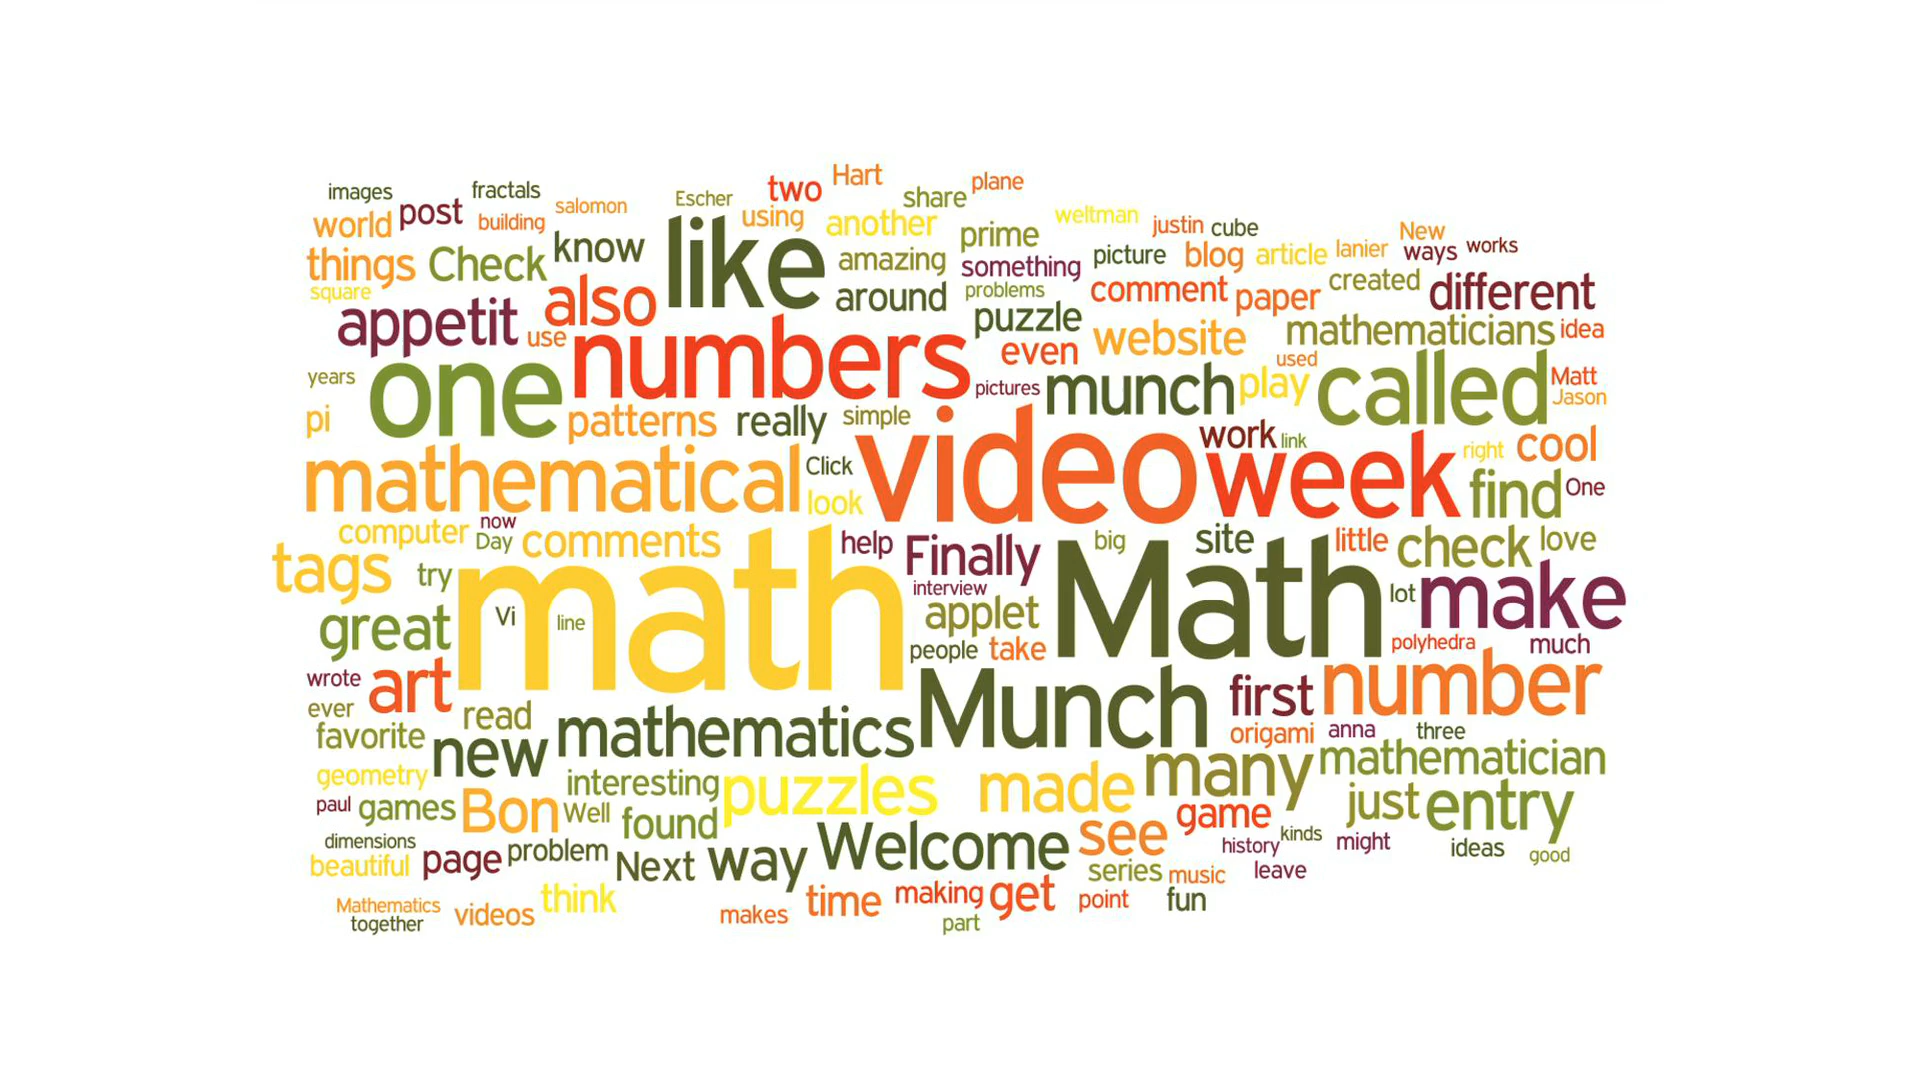 images fractals salomon Escher two Hart share plane
world post building using another weltman justin cube New
things Check know like amazing prime something picture blog article lanier ways works
square also around problems comment paper created different
appetit use numbers puzzle even website mathematicians idea
years one pictures munch play used called Matt
Jason
pi patterns really simple video work link right cool
mathematical Click look week find One
computer now Day comments help Finally big site little check love
tags try math interview Math lot make
great Vi line applet people take polyhedra much
wrote art Munch first number
ever read origami anna three
favorite new mathematics many mathematician
geometry interesting puzzles made
paul games Bon Well found game just entry
dimensions problem Welcome see history kinds might ideas good
beautiful page Next way series music leave
Mathematics videos think makes time making get point fun
together part